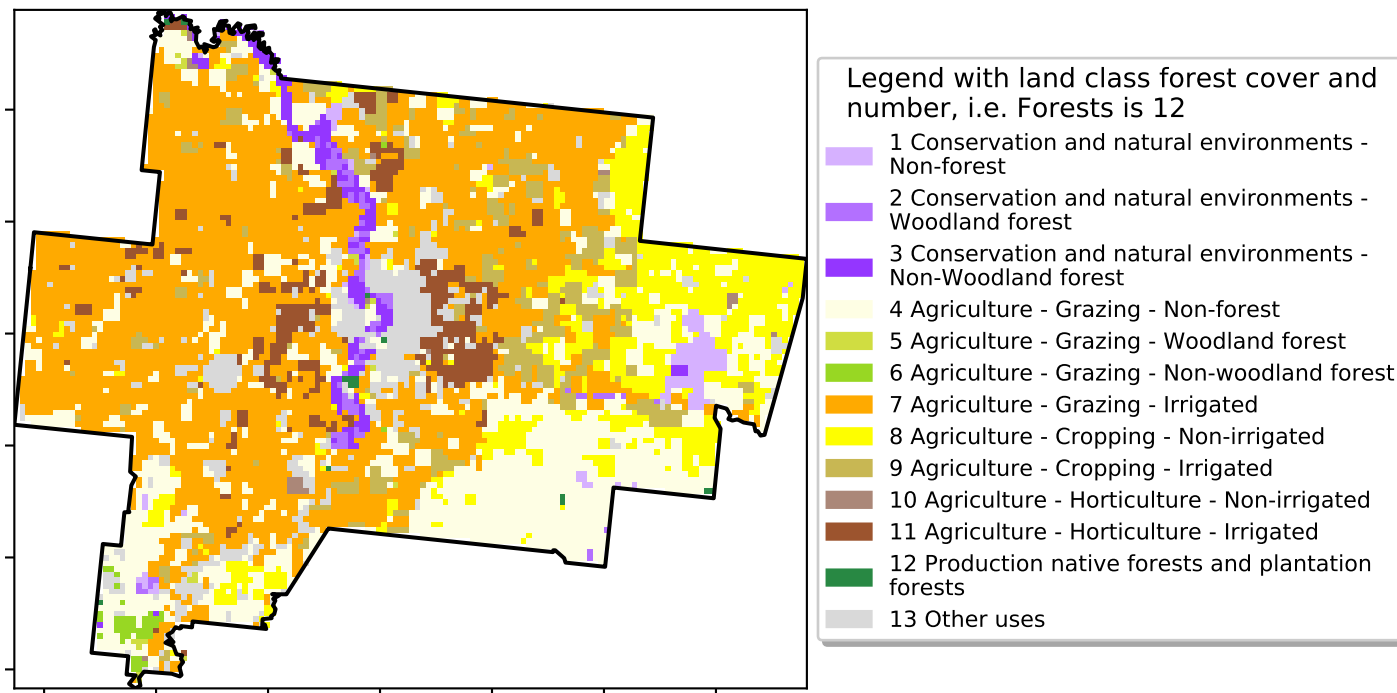 Legend with land class forest cover and
number, i.e. Forests is 12
1 Conservation and natural environments -
Non-forest
2 Conservation and natural environments -
Woodland forest
3 Conservation and natural environments -
Non-Woodland forest
4 Agriculture - Grazing - Non-forest
5 Agriculture - Grazing - Woodland forest
6 Agriculture - Grazing - Non-woodland forest
7 Agriculture - Grazing - Irrigated
8 Agriculture - Cropping - Non-irrigated
9 Agriculture - Cropping - Irrigated
10 Agriculture - Horticulture - Non-irrigated
11 Agriculture - Horticulture - Irrigated
12 Production native forests and plantation
forests
13 Other uses